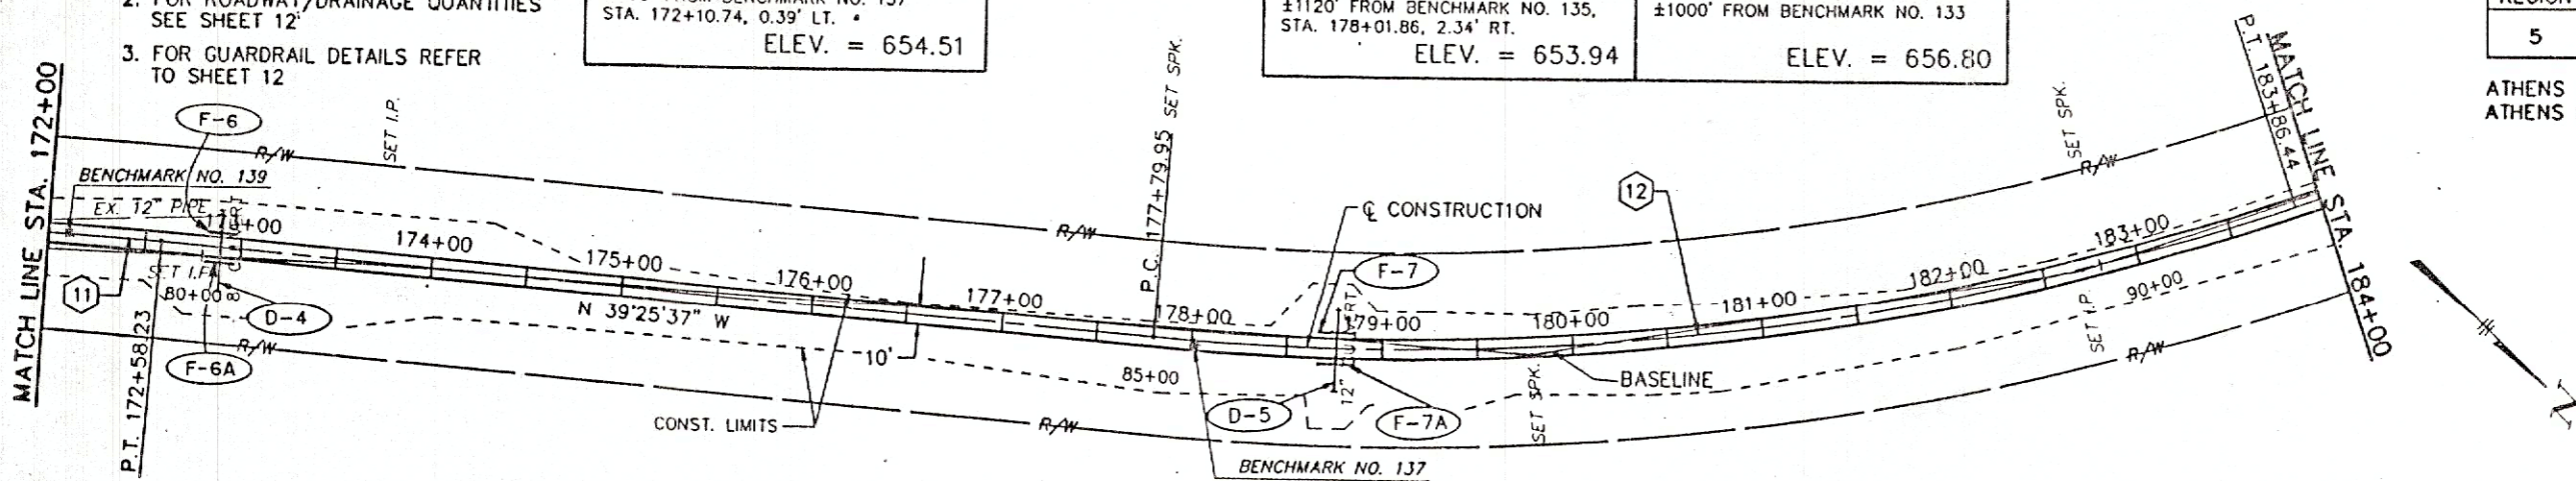 2. FOR ROADWAY/DRAINAGE QUANTITIES
SEE SHEET 12
3. FOR GUARDRAIL DETAILS REFER
TO SHEET 12
STA. 172+10.74, 0.39' LT.
ELEV. = 654.51
±1120' FROM BENCHMARK NO. 135,
STA. 178+01.86, 2.34' RT.
ELEV. = 653.94
±1000' FROM BENCHMARK NO. 133
ELEV. = 656.80
5
ATHENS
ATHENS
MATCH LINE STA. 172+00
F-6
R/W
SET I.P.
BENCHMARK NO. 139
EX. 12" PIPE
174+00
175+00
176+00
177+00
178+00
179+00
180+00
181+00
182+00
183+00
11
80+00
D-4
F-6A
R/W
P.T. 172+58.23
N 39°25'37" W
10'
CONST. LIMITS
R/W
R/W
85+00
P.C. 177+79.95 SET SPK.
℄ CONSTRUCTION
F-7
12
D-5
12"
F-7A
BENCHMARK NO. 137
BASELINE
SET SPK.
SET SPK.
R/W
90+00
SET I.P.
R/W
P.T. 183+86.44
MATCH LINE STA. 184+00